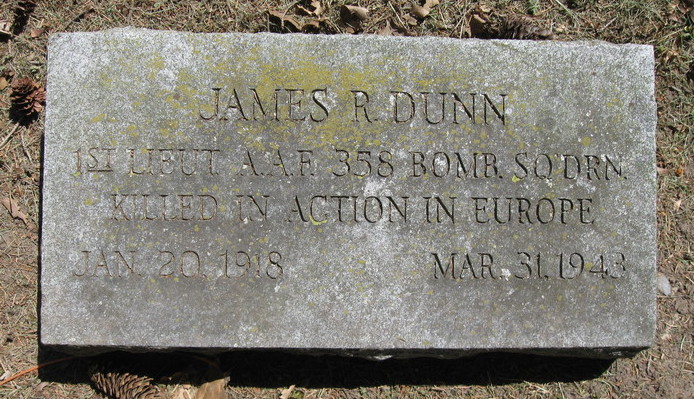 JAMES R. DUNN
1ST LIEUT. A.A.F. 358 BOMB. SQ'DRN.
KILLED IN ACTION IN EUROPE
JAN. 20, 1918 MAR. 31, 1943